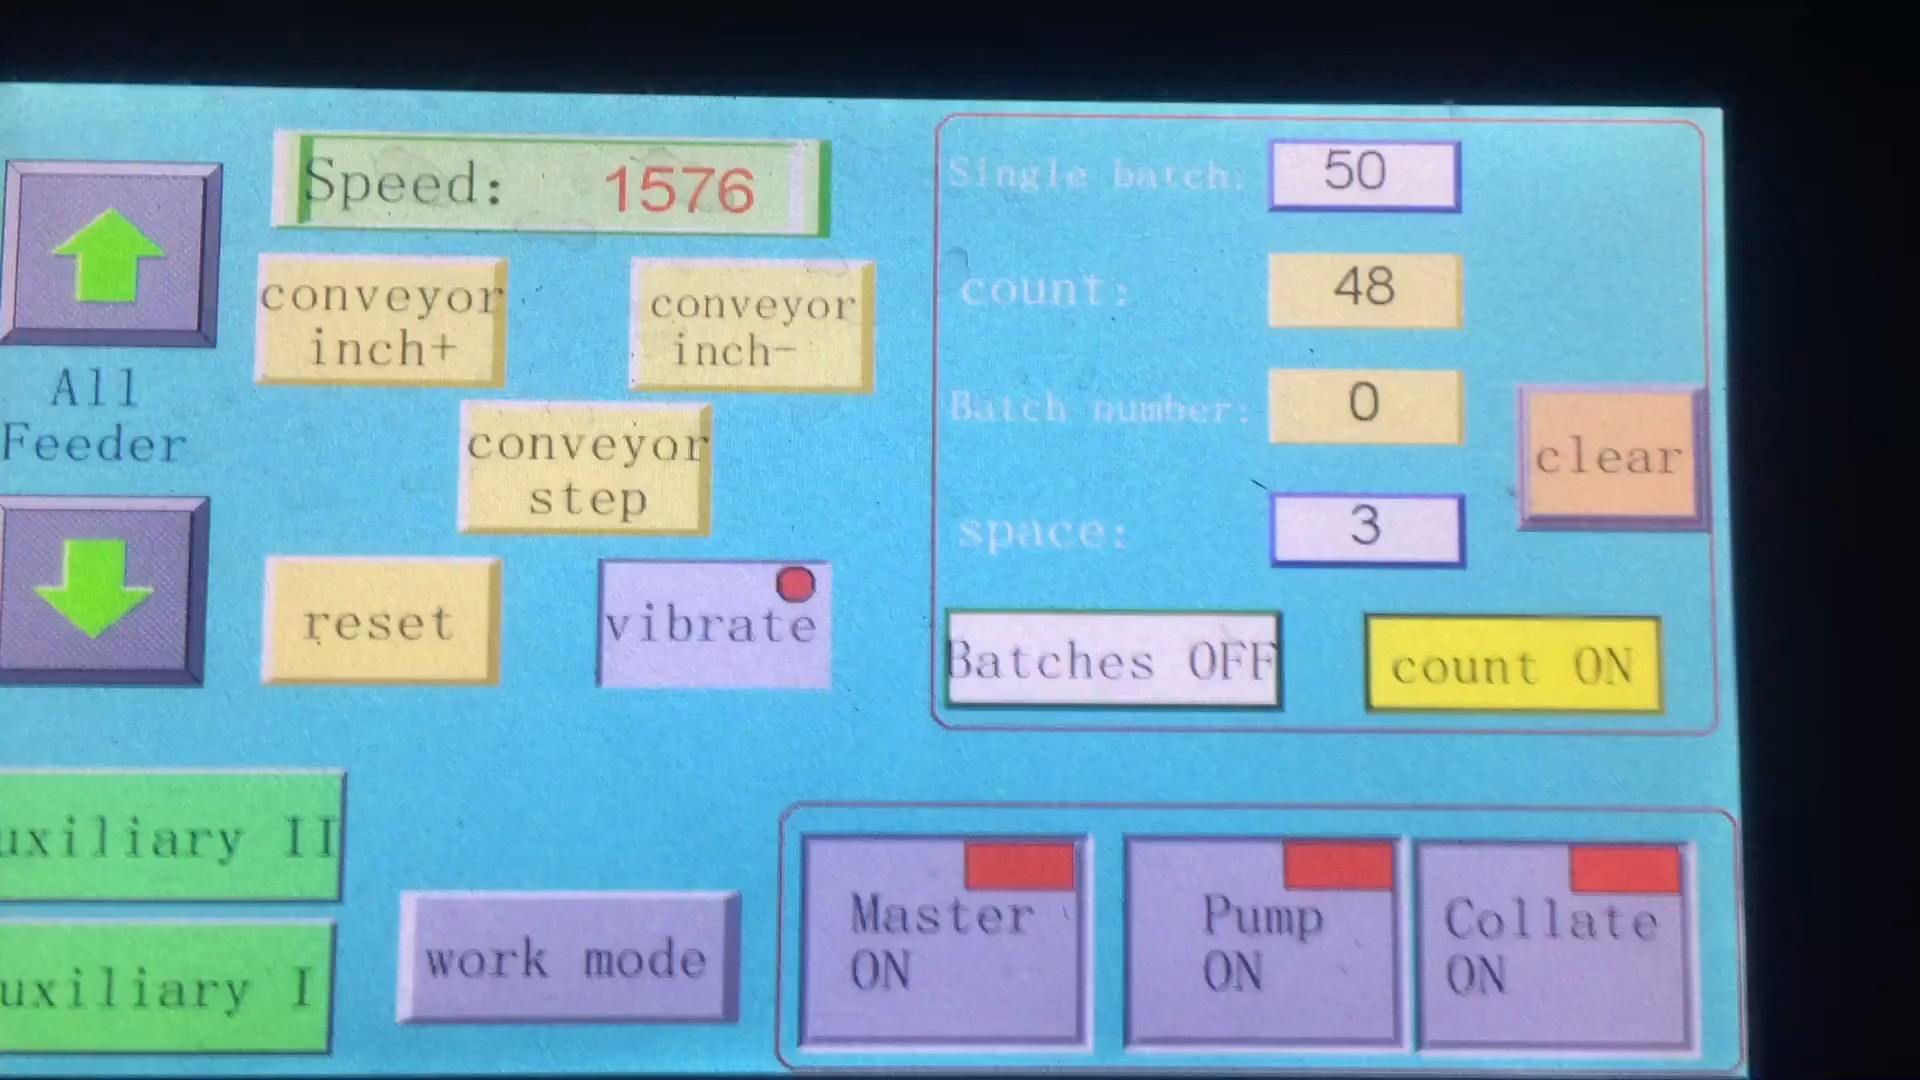 Speed: 1576
conveyor
inch+
conveyor
inch-
All
Feeder
conveyor
step
reset
vibrate
Single batch: 50
count: 48
Batch number: 0
clear
space: 3
Batches OFF
count ON
uxiliary II
uxiliary I
work mode
Master
ON
Pump
ON
Collate
ON